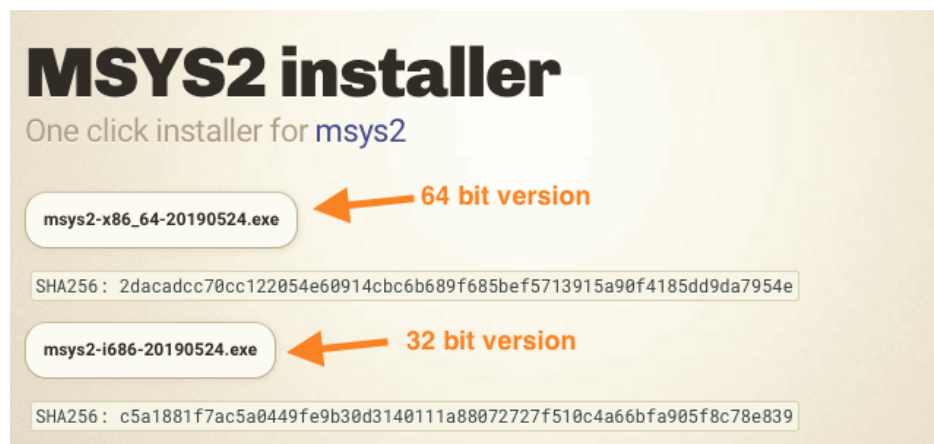 MSYS2 installer
One click installer for msys2
msys2-x86_64-20190524.exe
64 bit version
SHA256: 2dacadcc70cc122054e60914cbc6b689f685bef5713915a90f4185dd9da7954e
msys2-i686-20190524.exe
32 bit version
SHA256: c5a1881f7ac5a0449fe9b30d3140111a88072727f510c4a66bfa905f8c78e839